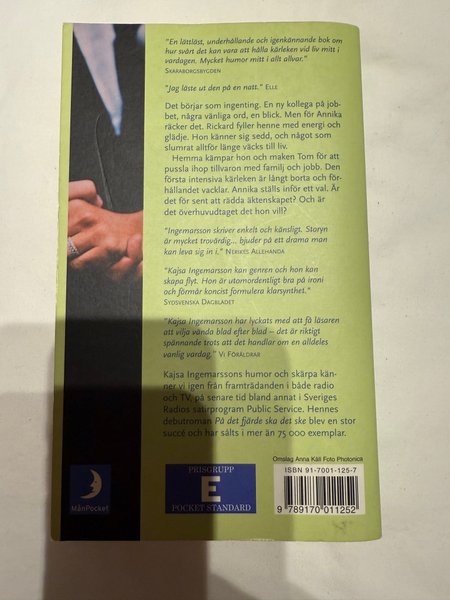 "En lättläst, underhållande och igenkännande bok om
hur svårt det kan vara att hålla kärleken vid liv mitt i
vardagen. Mycket humor mitt i allt allvar."
SKARABORGSBYGDEN
"Jag läste ut den på en natt." ELLE
Det börjar som ingenting. En ny kollega på job-
bet, några vänliga ord, en blick. Men för Annika
räcker det. Rickard fyller henne med energi och
glädje. Hon känner sig sedd, och något som
slumrat alltför länge väcks till liv.
Hemma kämpar hon och maken Tom för att
pussla ihop tillvaron med familj och jobb. Den
första intensiva kärleken är långt borta och för-
hållandet vacklar. Annika ställs inför ett val. Är
det för sent att rädda äktenskapet? Och är
det överhuvudtaget det hon vill?
"Ingemarsson skriver enkelt och känsligt. Storyn
är mycket trovärdig... bjuder på ett drama man
kan leva sig in i." NERIKES ALLEHANDA
"Kajsa Ingemarsson kan genren och hon kan
skapa flyt. Hon är utomordentligt bra på ironi
och förmår koncist formulera klarsynthet."
SYDSVENSKA DAGBLADET
"Kajsa Ingemarsson har lyckats med att få läsaren
att vilja vända blad efter blad – det är riktigt
spännande trots att det handlar om en alldeles
vanlig vardag." VI FÖRÄLDRAR
Kajsa Ingemarssons humor och skärpa kän-
ner vi igen från framträdanden i både radio
och TV, på senare tid bland annat i Sveriges
Radios satirprogram Public Service. Hennes
debutroman På det fjärde ska det ske blev en stor
succé och har sålts i mer än 75 000 exemplar.
Omslag Anna Käll Foto Photonica
ISBN 91-7001-125-7
9 789170 011252
PRISGRUPP
E
POCKET STANDARD
MånPocket